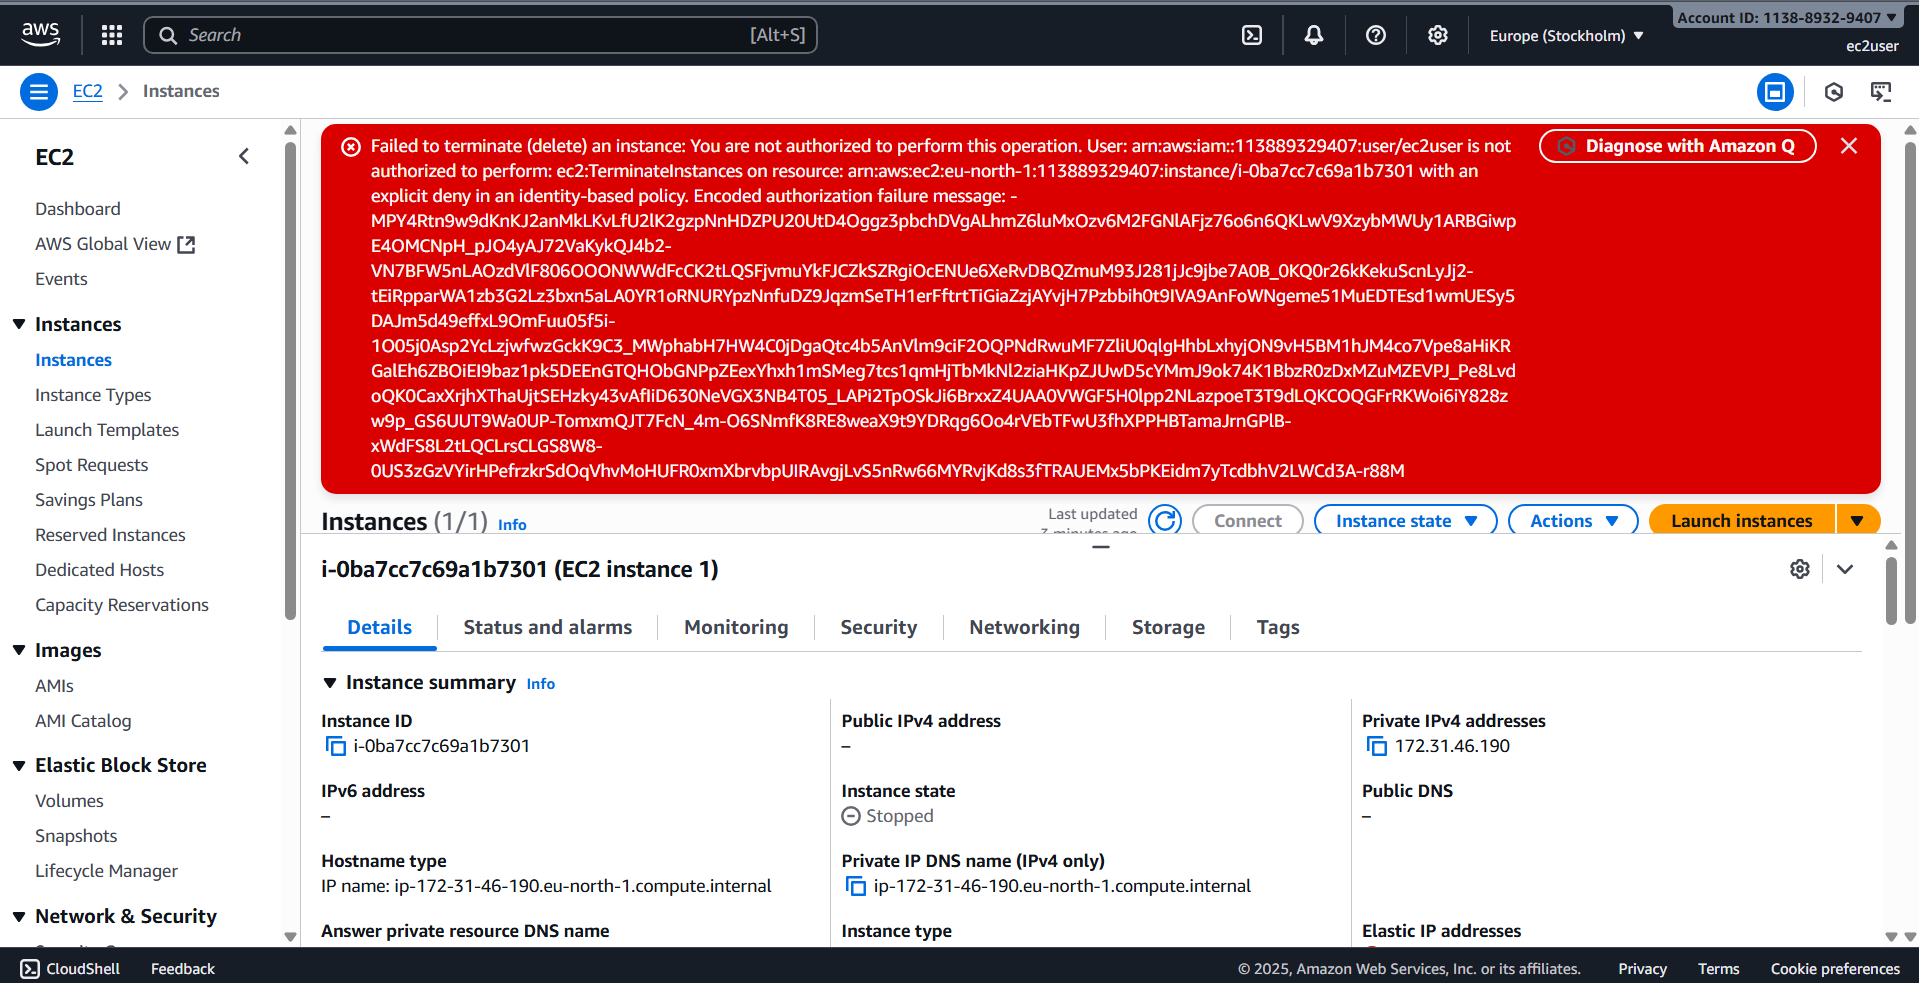 aws
Search [Alt+S]
Europe (Stockholm)
Account ID: 1138-8932-9407
ec2user
EC2 Instances
EC2
Dashboard
AWS Global View
Events
Instances
Instances
Instance Types
Launch Templates
Spot Requests
Savings Plans
Reserved Instances
Dedicated Hosts
Capacity Reservations
Images
AMIs
AMI Catalog
Elastic Block Store
Volumes
Snapshots
Lifecycle Manager
Network & Security
Failed to terminate (delete) an instance: You are not authorized to perform this operation. User: arn:aws:iam::113889329407:user/ec2user is not
authorized to perform: ec2:TerminateInstances on resource: arn:aws:ec2:eu-north-1:113889329407:instance/i-0ba7cc7c69a1b7301 with an
explicit deny in an identity-based policy. Encoded authorization failure message: -
MPY4Rtn9w9dKnKJ2anMkLKvLfU2lK2gzpNnHDZPU20UtD4Oggz3pbchDVgALhmZ6luMxOzv6M2FGNlAFjz76o6n6QKLwV9XzybMWUy1ARBGiwp
E4OMCNpH_pJO4yAJ72VaKykQJ4b2-
VN7BFW5nLAOzdVlF806OOONWWdFcCK2tLQSFjvmuYkFJCZkSZRgiOcENUe6XeRvDBQZmuM93J281jJc9jbe7A0B_0KQ0r26kKekuScnLyJj2-
tEiRpparWA1zb3G2Lz3bxn5aLA0YR1oRNURYpzNnfuDZ9JqzmSeTH1erFftrtTiGiaZzjAYvjH7Pzbbih0t9IVA9AnFoWNgeme51MuEDTEsd1wmUESy5
DAJm5d49effxL9OmFuu05f5i-
1O05j0Asp2YcLzjwfwzGckK9C3_MWphabH7HW4C0jDgaQtc4b5AnVlm9ciF2OQPNdRwuMF7ZliU0qlgHhbLxhyjON9vH5BM1hJM4co7Vpe8aHiKR
GalEh6ZBOiEI9baz1pk5DEEnGTQHObGNPpZEexYhxh1mSMeg7tcs1qmHjTbMkNl2ziaHKpZJUwD5cYMmJ9ok74K1BbzR0zDxMZuMZEVPJ_Pe8Lvd
oQK0CaxXrjhXThaUjtSEHzky43vAfIiD630NeVGX3NB4T05_LAPi2TpOSkJi6BrxxZ4UAA0VWGF5H0lpp2NLazpoeT3T9dLQKCOQGFrRKWoi6iY828z
w9p_GS6UUT9Wa0UP-TomxmQJT7FcN_4m-O6SNmfK8RE8weaX9t9YDRqg6Oo4rVEbTFwU3fhXPPHBTamaJrnGPlB-
xWdFS8L2tLQCLrsCLGS8W8-
0US3zGzVYirHPefrzkrSdOqVhvMoHUFR0xmXbrvbpUIRAvgjLvS5nRw66MYRvjKd8s3fTRAUEMx5bPKEidm7yTcdbhV2LWCd3A-r88M
Diagnose with Amazon Q
Instances (1/1) Info
Last updated
3 minutes ago
Connect
Instance state
Actions
Launch instances
i-0ba7cc7c69a1b7301 (EC2 instance 1)
Details Status and alarms Monitoring Security Networking Storage Tags
Instance summary Info
Instance ID
i-0ba7cc7c69a1b7301
Public IPv4 address
–
Private IPv4 addresses
172.31.46.190
IPv6 address
–
Instance state
Stopped
Public DNS
–
Hostname type
IP name: ip-172-31-46-190.eu-north-1.compute.internal
Private IP DNS name (IPv4 only)
ip-172-31-46-190.eu-north-1.compute.internal
Answer private resource DNS name
Instance type
Elastic IP addresses
CloudShell Feedback
© 2025, Amazon Web Services, Inc. or its affiliates. Privacy Terms Cookie preferences